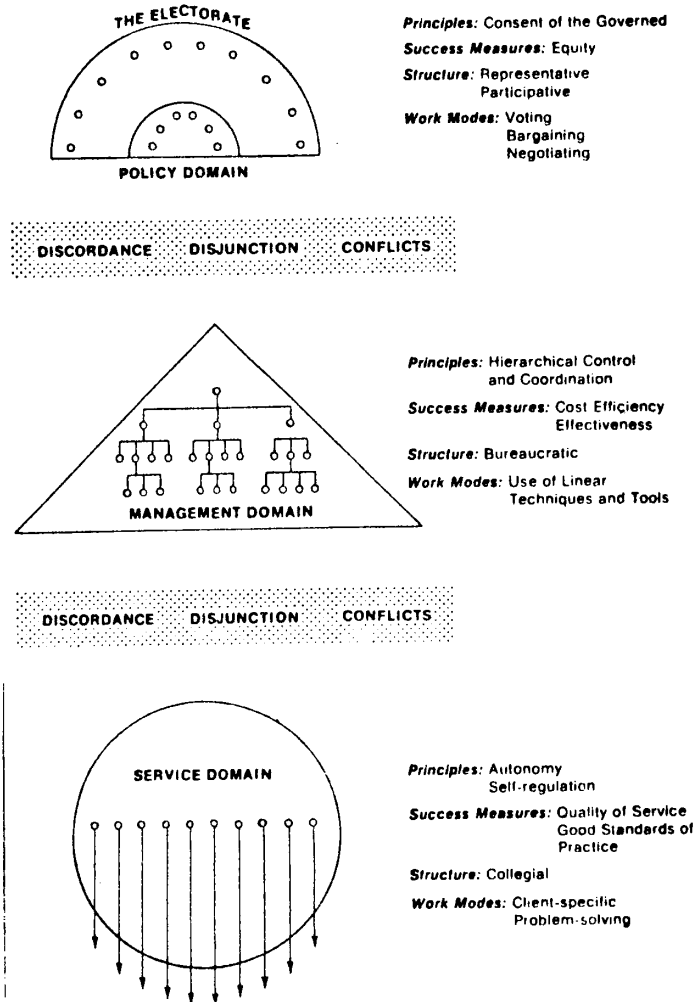 THE ELECTORATE
POLICY DOMAIN
Principles: Consent of the Governed
Success Measures: Equity
Structure: Representative
Participative
Work Modes: Voting
Bargaining
Negotiating
DISCORDANCE DISJUNCTION CONFLICTS
MANAGEMENT DOMAIN
Principles: Hierarchical Control
and Coordination
Success Measures: Cost Efficiency
Effectiveness
Structure: Bureaucratic
Work Modes: Use of Linear
Techniques and Tools
DISCORDANCE DISJUNCTION CONFLICTS
SERVICE DOMAIN
Principles: Autonomy
Self-regulation
Success Measures: Quality of Service
Good Standards of
Practice
Structure: Collegial
Work Modes: Client-specific
Problem-solving